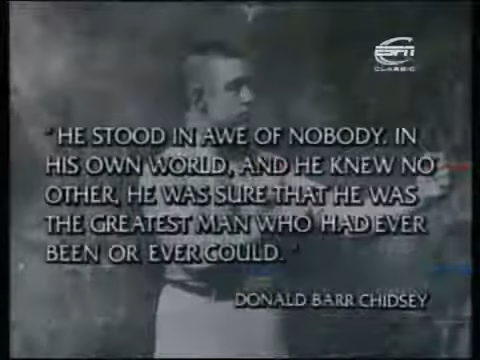 ESPN
CLASSIC
"HE STOOD IN AWE OF NOBODY. IN
HIS OWN WORLD, AND HE KNEW NO
OTHER, HE WAS SURE THAT HE WAS
THE GREATEST MAN WHO HAD EVER
BEEN OR EVER COULD."
DONALD BARR CHIDSEY